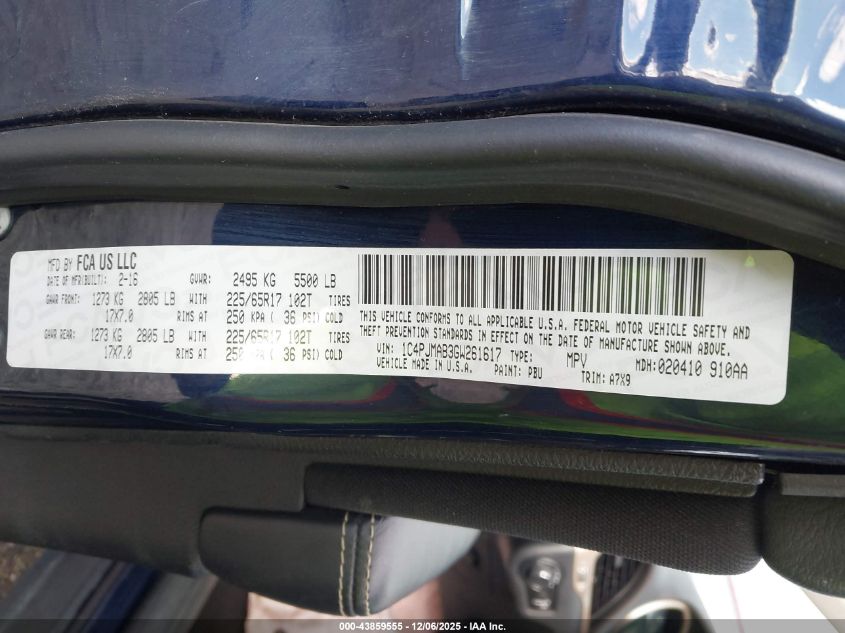 MFD BY FCA US LLC
DATE OF MFR(BUILT): 2-16 GVWR: 2495 KG 5500 LB
GAWR FRONT: 1273 KG 2805 LB WITH 225/65R17 102T TIRES
17X7.0 RIMS AT 250 KPA ( 36 PSI) COLD
GAWR REAR: 1273 KG 2805 LB WITH 225/65R17 102T TIRES
17X7.0 RIMS AT 250 KPA ( 36 PSI) COLD
THIS VEHICLE CONFORMS TO ALL APPLICABLE U.S.A. FEDERAL MOTOR VEHICLE SAFETY AND
THEFT PREVENTION STANDARDS IN EFFECT ON THE DATE OF MANUFACTURE SHOWN ABOVE.
VIN: 1C4PJMAB3GW261617 TYPE: MPV MDH: 020410 910AA
VEHICLE MADE IN U.S.A. PAINT: PBU TRIM: A7X9
000-43859555 - 12/06/2025 - IAA Inc.